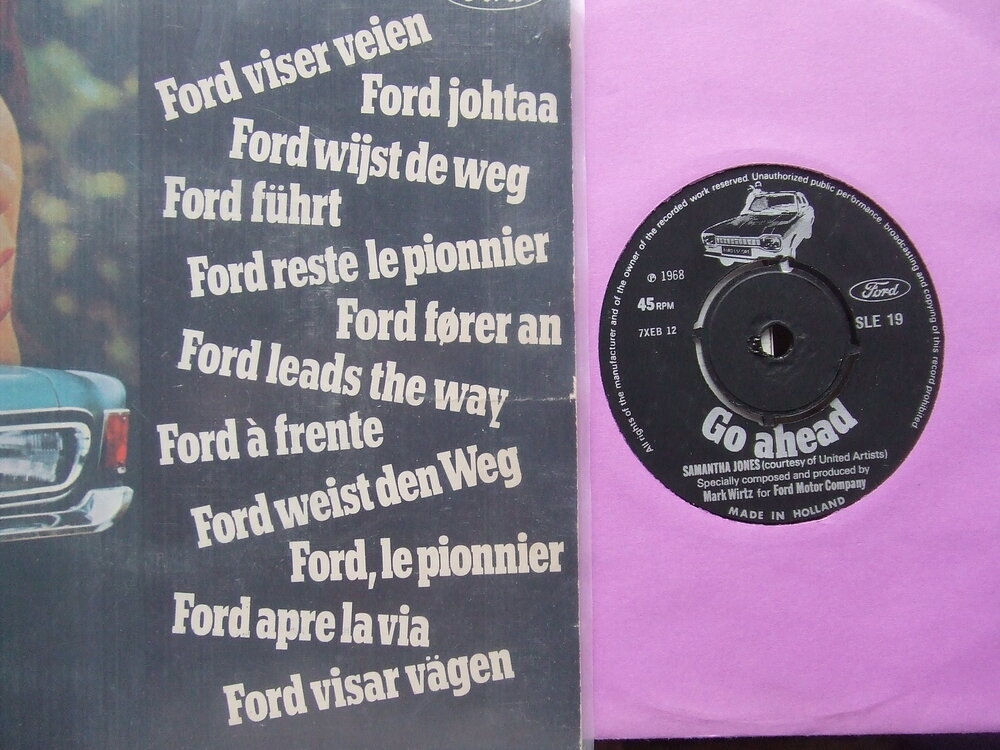 Ford viser veien
Ford johtaa
Ford wijst de weg
Ford führt
Ford reste le pionnier
Ford fører an
Ford leads the way
Ford à frente
Ford weist den Weg
Ford, le pionnier
Ford apre la via
Ford visar vägen
All rights of the manufacturer and of the owner of the recorded work reserved. Unauthorized public performance, broadcasting and copying of this record prohibited
℗ 1968
45 RPM
7XEB 12
Ford
SLE 19
Go ahead
SAMANTHA JONES (courtesy of United Artists)
Specially composed and produced by
Mark Wirtz for Ford Motor Company
MADE IN HOLLAND